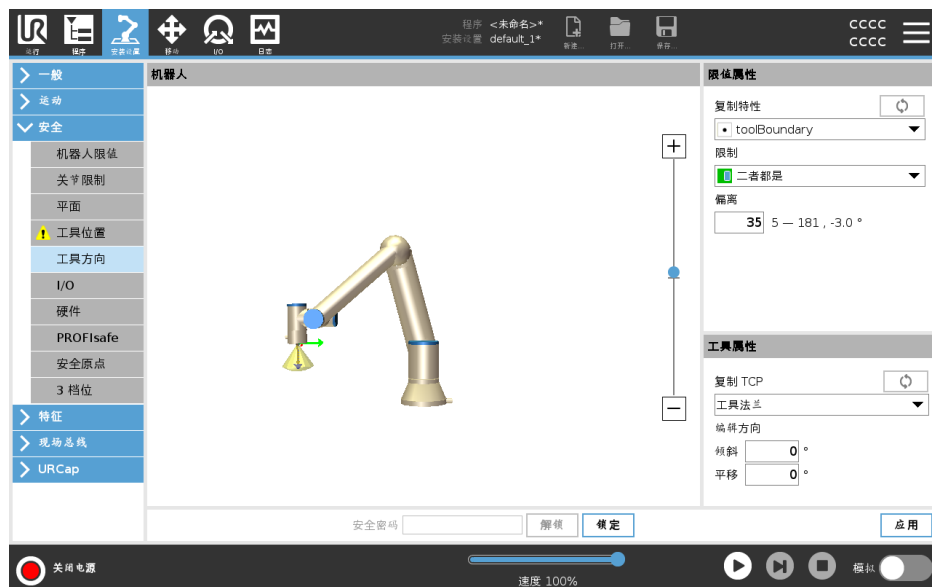 程序 <未命名>*
安装设置 default_1*
新建...
打开...
保存...
CCCC
CCCC
运行
程序
安装设置
移动
I/O
日志
一般
运动
安全
机器人限值
关节限制
平面
工具位置
工具方向
I/O
硬件
PROFIsafe
安全原点
3 档位
特征
现场总线
URCap
机器人
限值属性
复制特性
toolBoundary
限制
二者都是
偏离
35 5 — 181 , -3.0 °
工具属性
复制 TCP
工具法兰
编辑方向
倾斜 0 °
平移 0 °
安全密码
解锁
锁定
应用
关闭电源
速度 100%
模拟